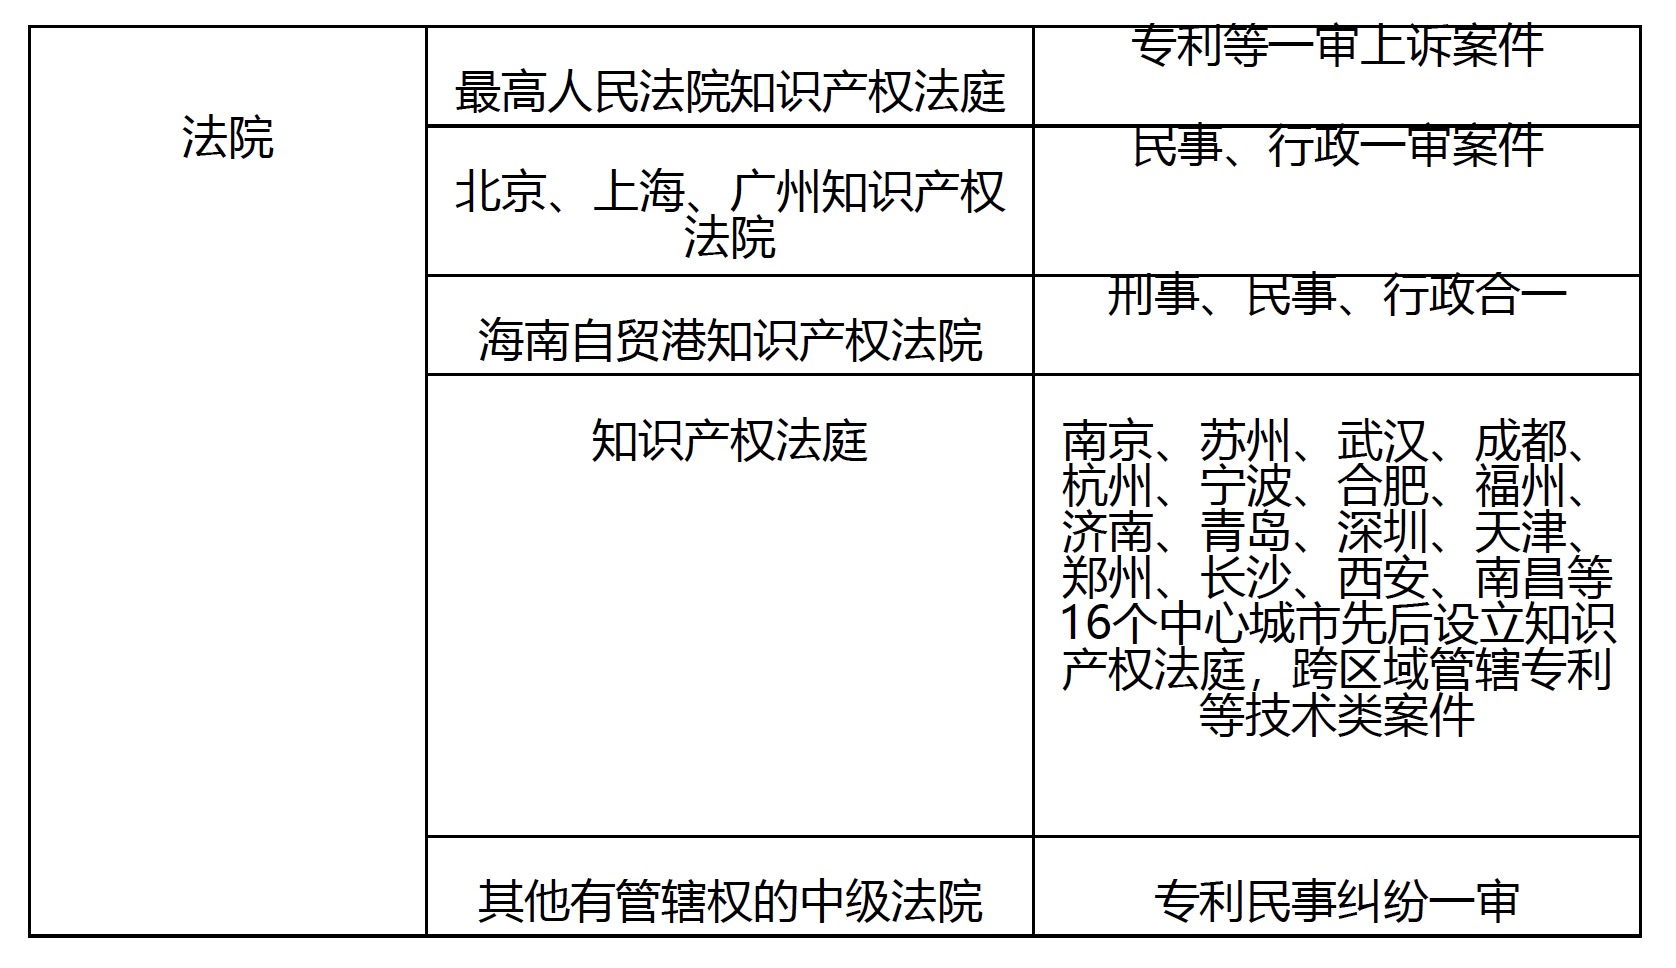 法院
最高人民法院知识产权法庭
专利等一审上诉案件
北京、上海、广州知识产权
法院
民事、行政一审案件
海南自贸港知识产权法院
刑事、民事、行政合一
知识产权法庭
南京、苏州、武汉、成都、
杭州、宁波、合肥、福州、
济南、青岛、深圳、天津、
郑州、长沙、西安、南昌等
16个中心城市先后设立知识
产权法庭，跨区域管辖专利
等技术类案件
其他有管辖权的中级法院
专利民事纠纷一审